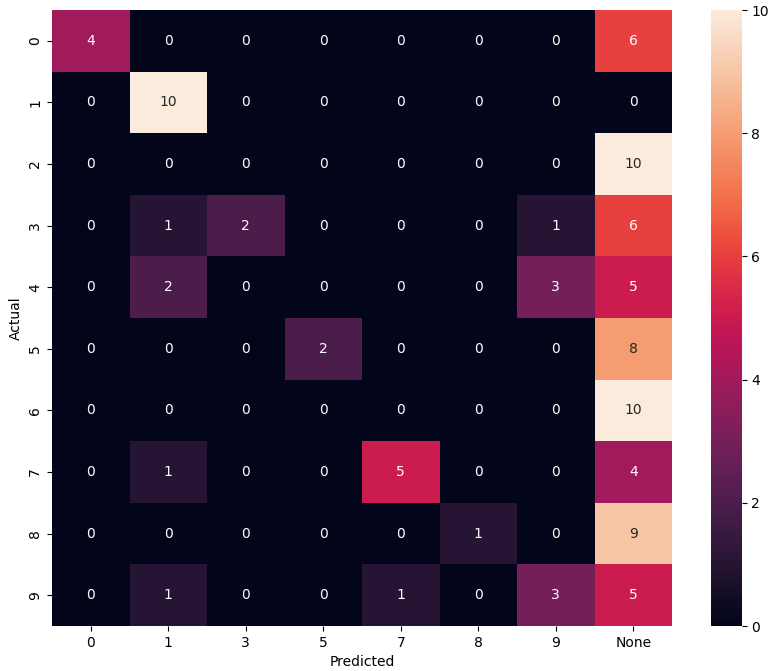 0 4 0 0 0 0 0 0 6
1 0 10 0 0 0 0 0 0
2 0 0 0 0 0 0 0 10
3 0 1 2 0 0 0 1 6
4 0 2 0 0 0 0 3 5
5 0 0 0 2 0 0 0 8
6 0 0 0 0 0 0 0 10
7 0 1 0 0 5 0 0 4
8 0 0 0 0 0 1 0 9
9 0 1 0 0 1 0 3 5
0 1 3 5 7 8 9 None
Predicted
Actual
10
8
6
4
2
0